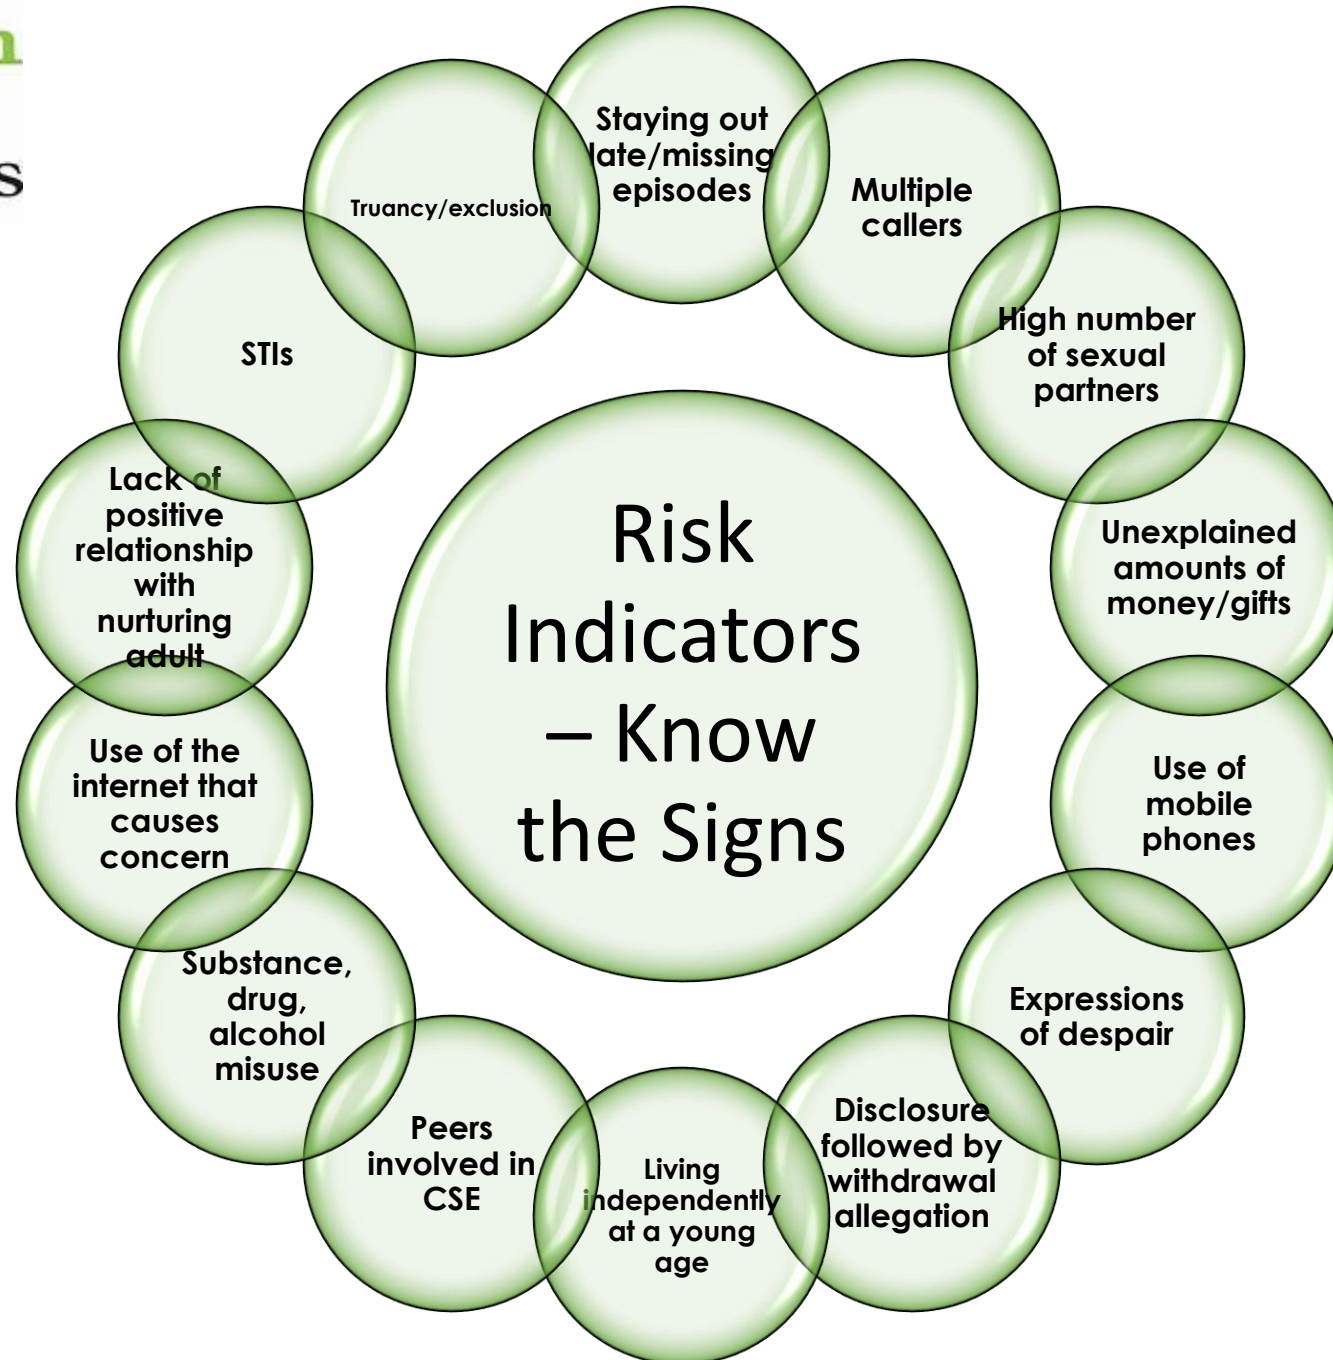 n
s
Staying out
late/missing
episodes
Multiple
callers
High number
of sexual
partners
Unexplained
amounts of
money/gifts
Use of
mobile
phones
Expressions
of despair
Disclosure
followed by
withdrawal
allegation
Living
independently
at a young
age
Peers
involved in
CSE
Substance,
drug,
alcohol
misuse
Use of the
internet that
causes
concern
Lack of
positive
relationship
with
nurturing
adult
STIs
Truancy/exclusion
Risk
Indicators
– Know
the Signs